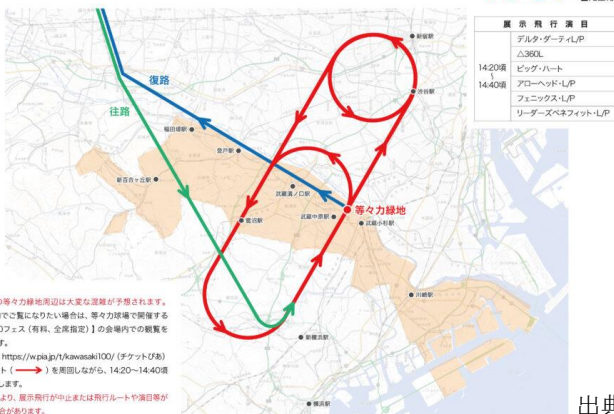 展 示 飛 行 演 目
14:20頃
〜
14:40頃
デルタ・ダーティL/P
△360L
ビッグ・ハート
アローヘッド・L/P
フェニックス・L/P
リーダーズベネフィット・L/P
新宿駅
渋谷駅
復路
往路
稲田堤駅
登戸駅
新百合ヶ丘駅
武蔵溝ノ口駅
等々力緑地
武蔵中原駅
武蔵小杉駅
鷺沼駅
川崎駅
新横浜駅
横浜駅
の等々力緑地周辺は大変な混雑が予想されます。
でご覧になりたい場合は、等々力球場で開催する
0フェス（有料、全席指定）】の会場内での観覧を
す。
https://w.pia.jp/t/kawasaki100/（チケットぴあ）
ート（ → ）を周回しながら、14:20〜14:40頃
します。
より、展示飛行が中止または飛行ルートや演目等が
合があります。
出典